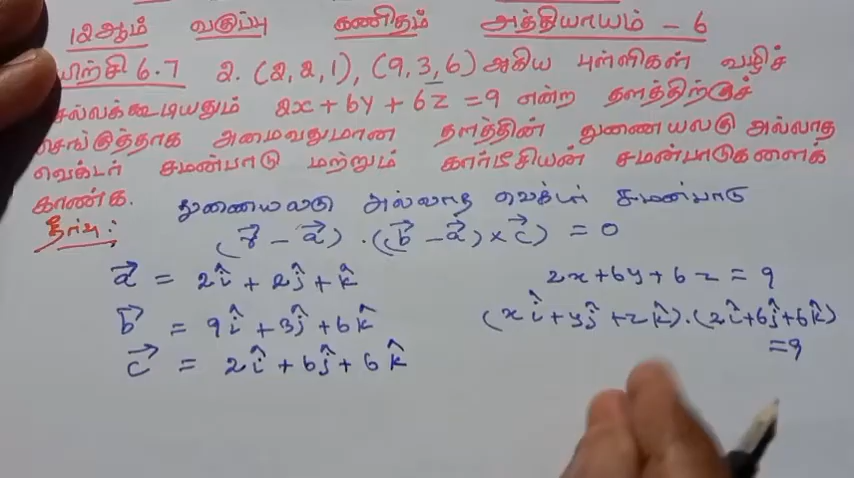 12ஆம் வகுப்பு கணிதம் அத்தியாயம் - 6
யிற்சி 6.7 2. (2,2,1), (9,3,6) ஆகிய புள்ளிகள் வழிச்
செல்லக்கூடியதும் 2x+6y+6z=9 என்ற தளத்திற்குச்
செங்குத்தாக அமைவதுமான தளத்தின் துணையலகு அல்லாத
வெக்டர் சமன்பாடு மற்றும் கார்டீசியன் சமன்பாடுகளைக்
காண்க. துணையலகு அல்லாத வெக்டர் சமன்பாடு
தீர்வு: (r⃗ - a⃗) . (b⃗ - a⃗) × c⃗) = 0
a⃗ = 2î + 2ĵ + k̂
2x+6y+6z = 9
b⃗ = 9î + 3ĵ + 6k̂
(xî + yĵ + zk̂).(2î+6ĵ+6k̂)
c⃗ = 2î + 6ĵ + 6k̂
=9